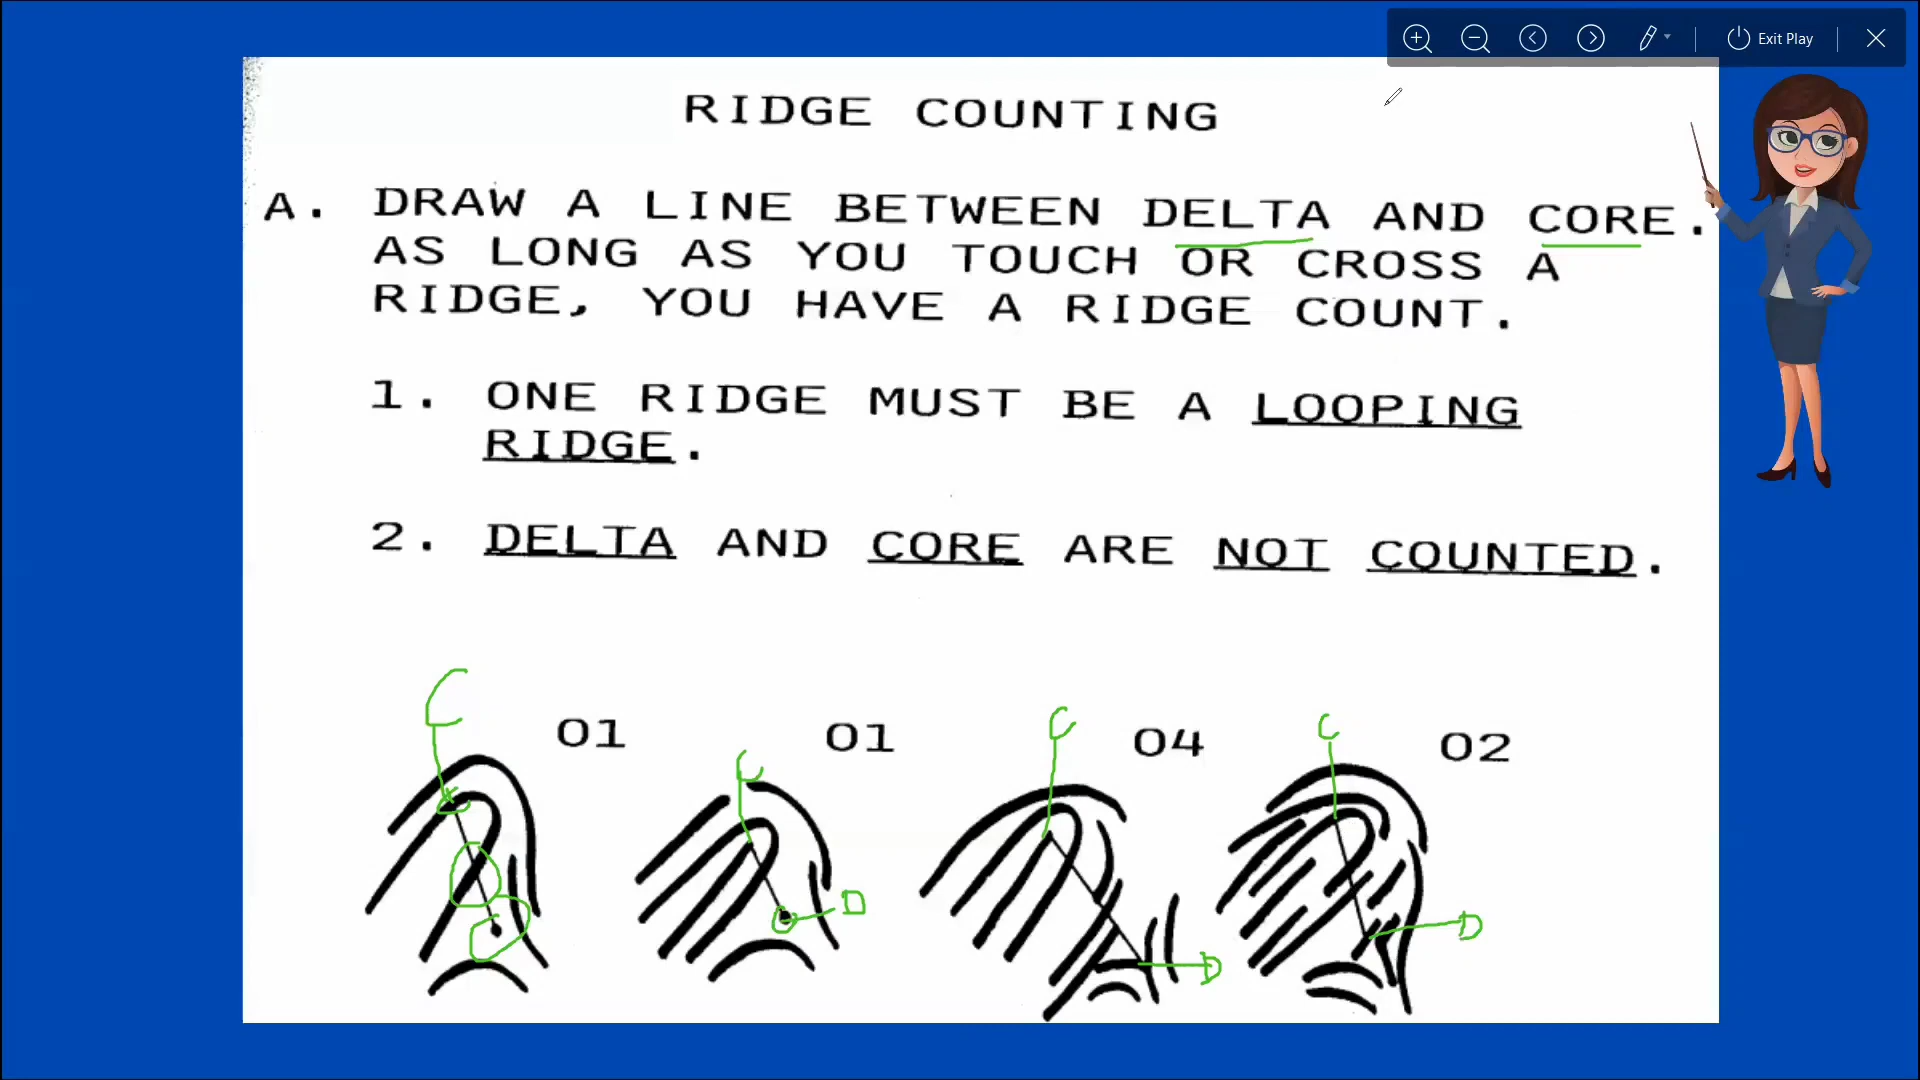 Exit Play
RIDGE COUNTING
A. DRAW A LINE BETWEEN DELTA AND CORE.
AS LONG AS YOU TOUCH OR CROSS A
RIDGE, YOU HAVE A RIDGE COUNT.
1. ONE RIDGE MUST BE A LOOPING
RIDGE.
2. DELTA AND CORE ARE NOT COUNTED.
C C C C
01 01 04 02
D D D